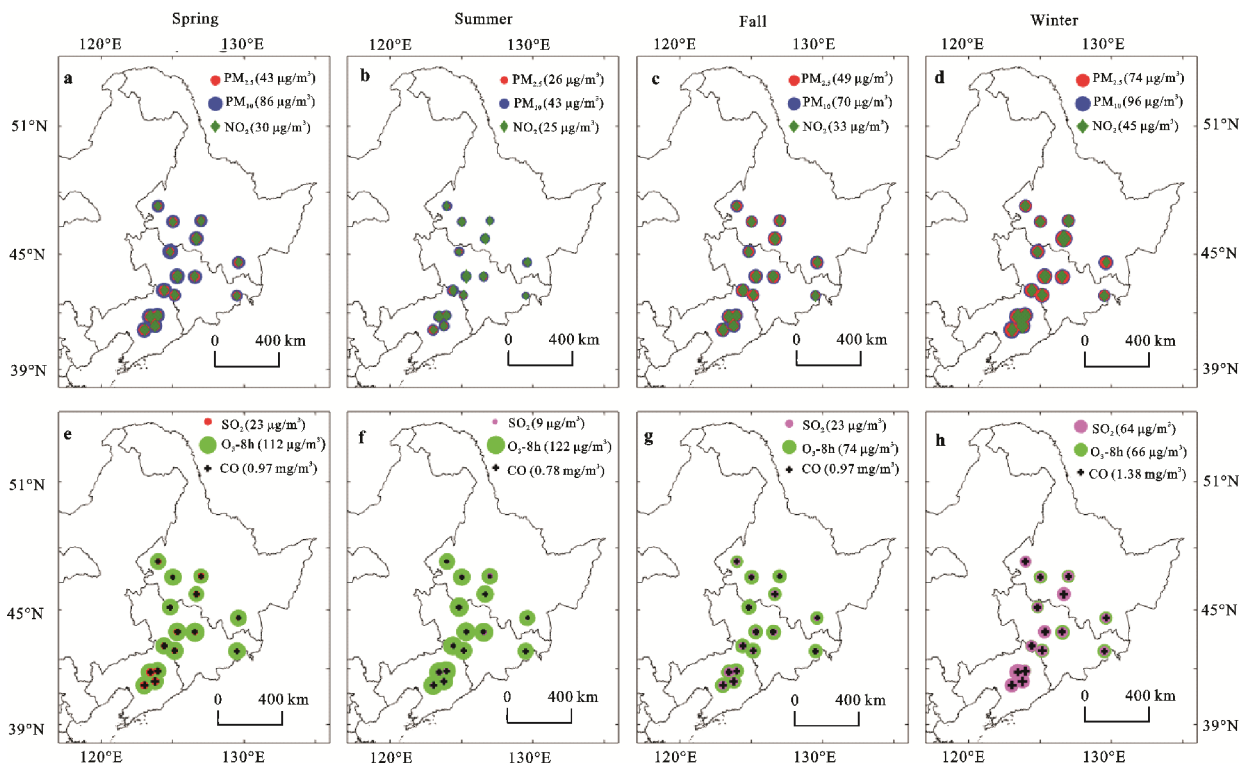 Spring Summer Fall Winter
120°E 130°E 120°E 130°E 120°E 130°E 120°E 130°E
a PM2.5 (43 μg/m³) b PM2.5 (26 μg/m³) c PM2.5 (49 μg/m³) d PM2.5 (74 μg/m³)
PM10 (86 μg/m³) PM10 (43 μg/m³) PM10 (70 μg/m³) PM10 (96 μg/m³)
51°N NO2 (30 μg/m³) NO2 (25 μg/m³) NO2 (33 μg/m³) NO2 (45 μg/m³) 51°N
45°N 45°N
0 400 km 0 400 km 0 400 km 0 400 km
39°N 39°N
e SO2 (23 μg/m³) f SO2 (9 μg/m³) g SO2 (23 μg/m³) h SO2 (64 μg/m³)
O3-8h (112 μg/m³) O3-8h (122 μg/m³) O3-8h (74 μg/m³) O3-8h (66 μg/m³)
CO (0.97 mg/m³) CO (0.78 mg/m³) CO (0.97 mg/m³) CO (1.38 mg/m³)
51°N 51°N
45°N 45°N
0 400 km 0 400 km 0 400 km 0 400 km
39°N 39°N
120°E 130°E 120°E 130°E 120°E 130°E 120°E 130°E